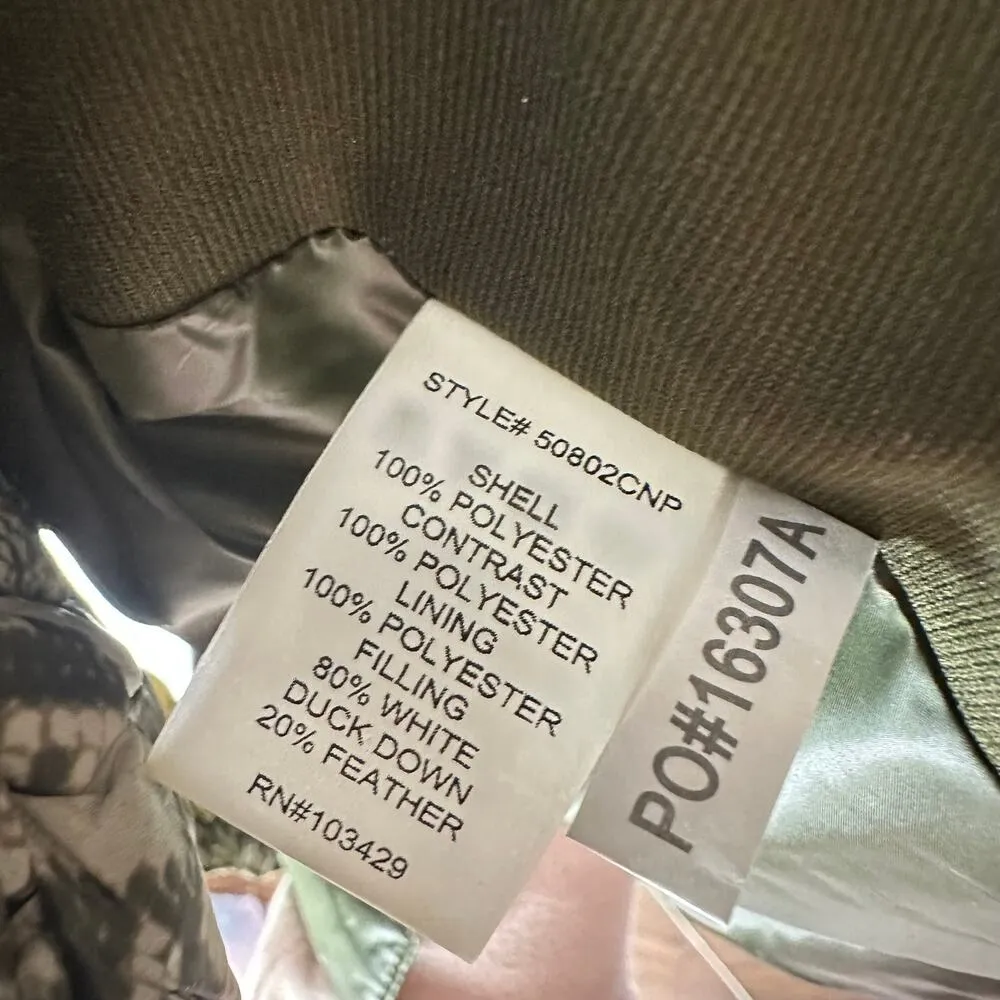 STYLE# 50802CNP
SHELL
100% POLYESTER
CONTRAST
100% POLYESTER
LINING
100% POLYESTER
FILLING
80% WHITE
DUCK DOWN
20% FEATHER
RN#103429
PO#16307A